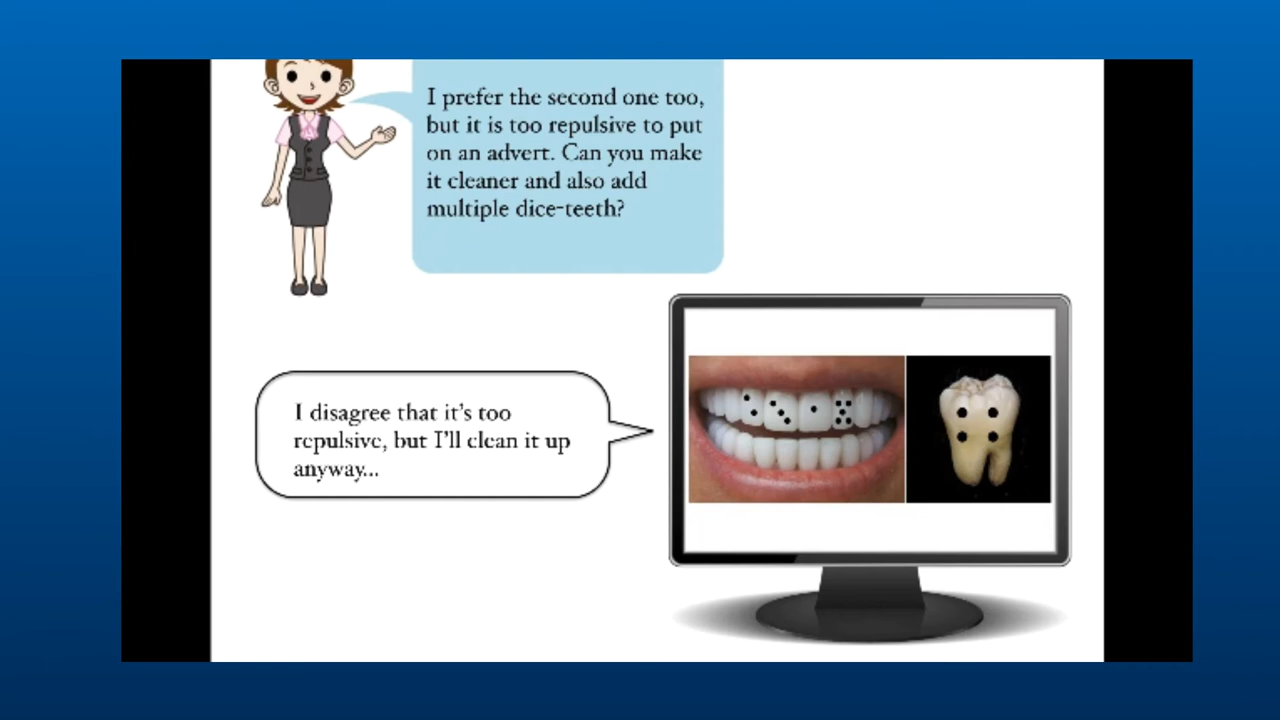 I prefer the second one too,
but it is too repulsive to put
on an advert. Can you make
it cleaner and also add
multiple dice-teeth?
I disagree that it's too
repulsive, but I'll clean it up
anyway...